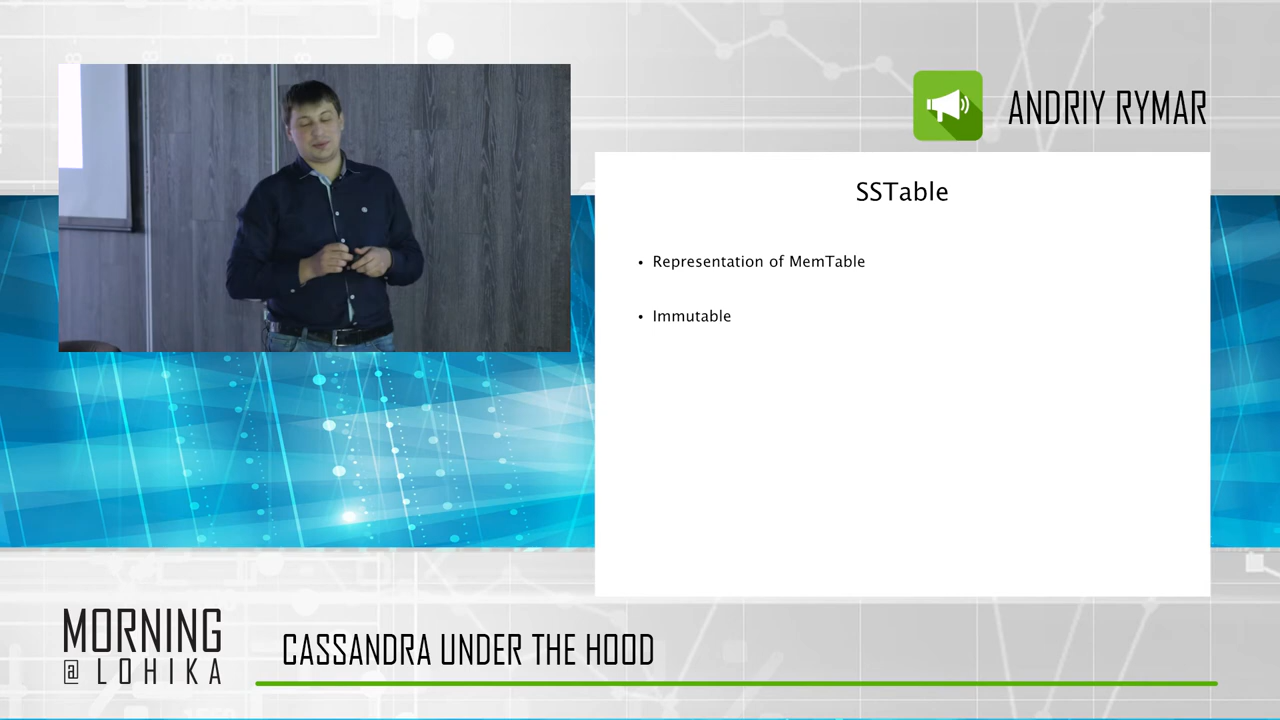 ANDRIY RYMAR
SSTable
• Representation of MemTable
• Immutable
MORNING
@ LOHIKA
CASSANDRA UNDER THE HOOD